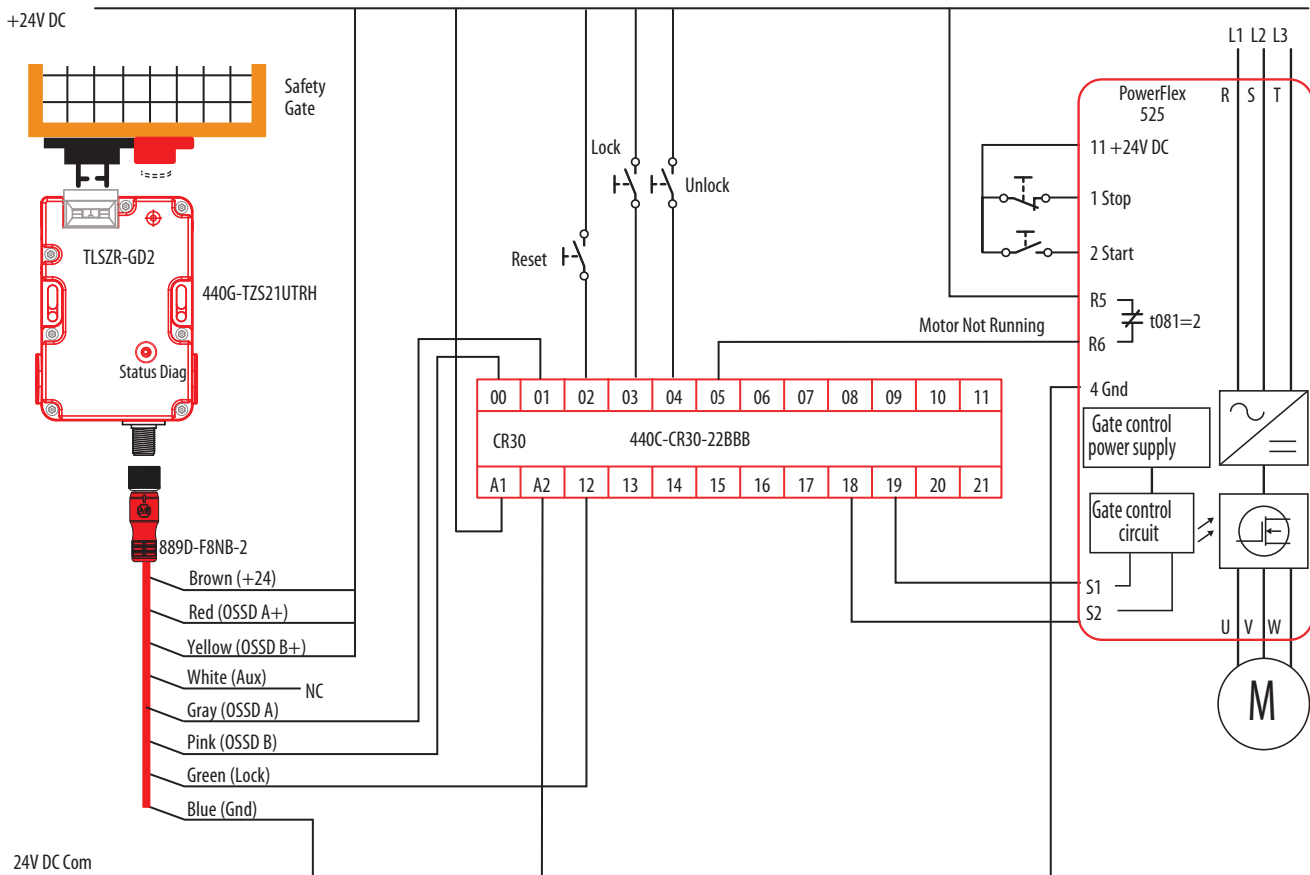 +24V DC
Safety
Gate
TLSZR-GD2
440G-TZS21UTRH
Status Diag
889D-F8NB-2
Brown (+24)
Red (OSSD A+)
Yellow (OSSD B+)
White (Aux)
NC
Gray (OSSD A)
Pink (OSSD B)
Green (Lock)
Blue (Gnd)
24V DC Com
Reset
Lock
Unlock
Motor Not Running
00 01 02 03 04 05 06 07 08 09 10 11
CR30 440C-CR30-22BBB
A1 A2 12 13 14 15 16 17 18 19 20 21
L1 L2 L3
R S T
PowerFlex
525
11 +24V DC
1 Stop
2 Start
R5
t081=2
R6
4 Gnd
Gate control
power supply
Gate control
circuit
S1
S2
U V W
M